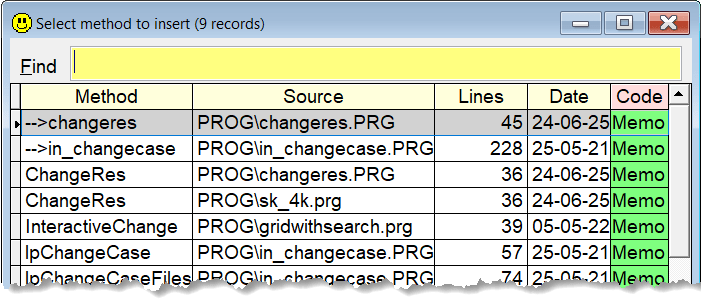 Select method to insert (9 records)
Find
Method Source Lines Date Code
-->changeres PROG\changeres.PRG 45 24-06-25 Memo
-->in_changecase PROG\in_changecase.PRG 228 25-05-21 Memo
ChangeRes PROG\changeres.PRG 36 24-06-25 Memo
ChangeRes PROG\sk_4k.prg 36 24-06-25 Memo
InteractiveChange PROG\gridwithsearch.prg 39 05-05-22 Memo
lpChangeCase PROG\in_changecase.PRG 57 25-05-21 Memo
lpChangeCaseFiles PROG\in_changecase.PRG 74 25-05-21 Memo